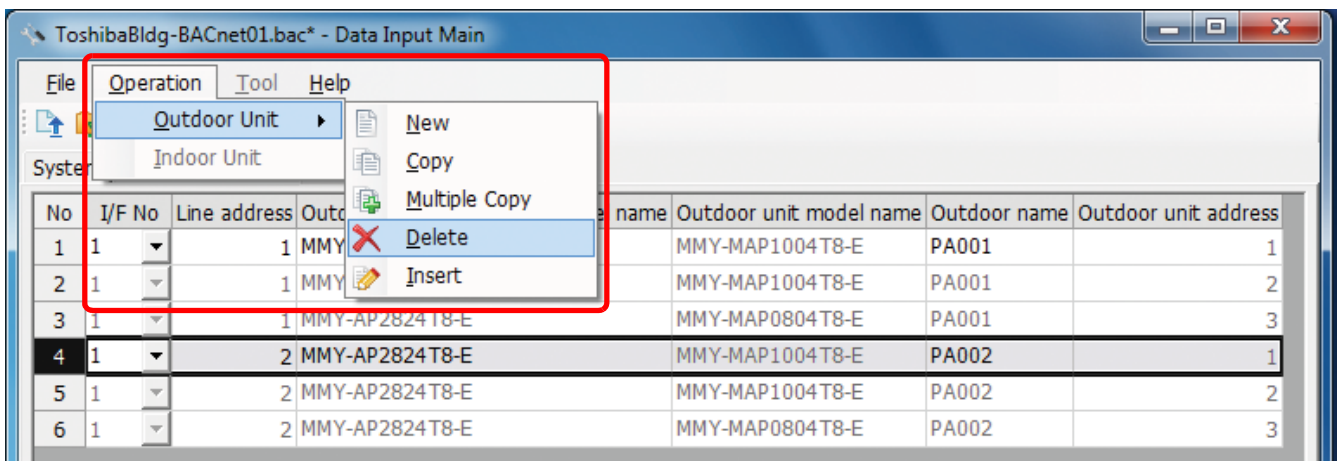 ToshibaBldg-BACnet01.bac* - Data Input Main
File Operation Tool Help
Outdoor Unit New
Indoor Unit Copy
Multiple Copy
Delete
Insert
No I/F No Line address name Outdoor unit model name Outdoor name Outdoor unit address
1 1 1 MMY MMY-MAP1004T8-E PA001 1
2 1 1 MMY MMY-MAP1004T8-E PA001 2
3 1 1 MMY-AP2824T8-E MMY-MAP0804T8-E PA001 3
4 1 2 MMY-AP2824T8-E MMY-MAP1004T8-E PA002 1
5 1 2 MMY-AP2824T8-E MMY-MAP1004T8-E PA002 2
6 1 2 MMY-AP2824T8-E MMY-MAP0804T8-E PA002 3